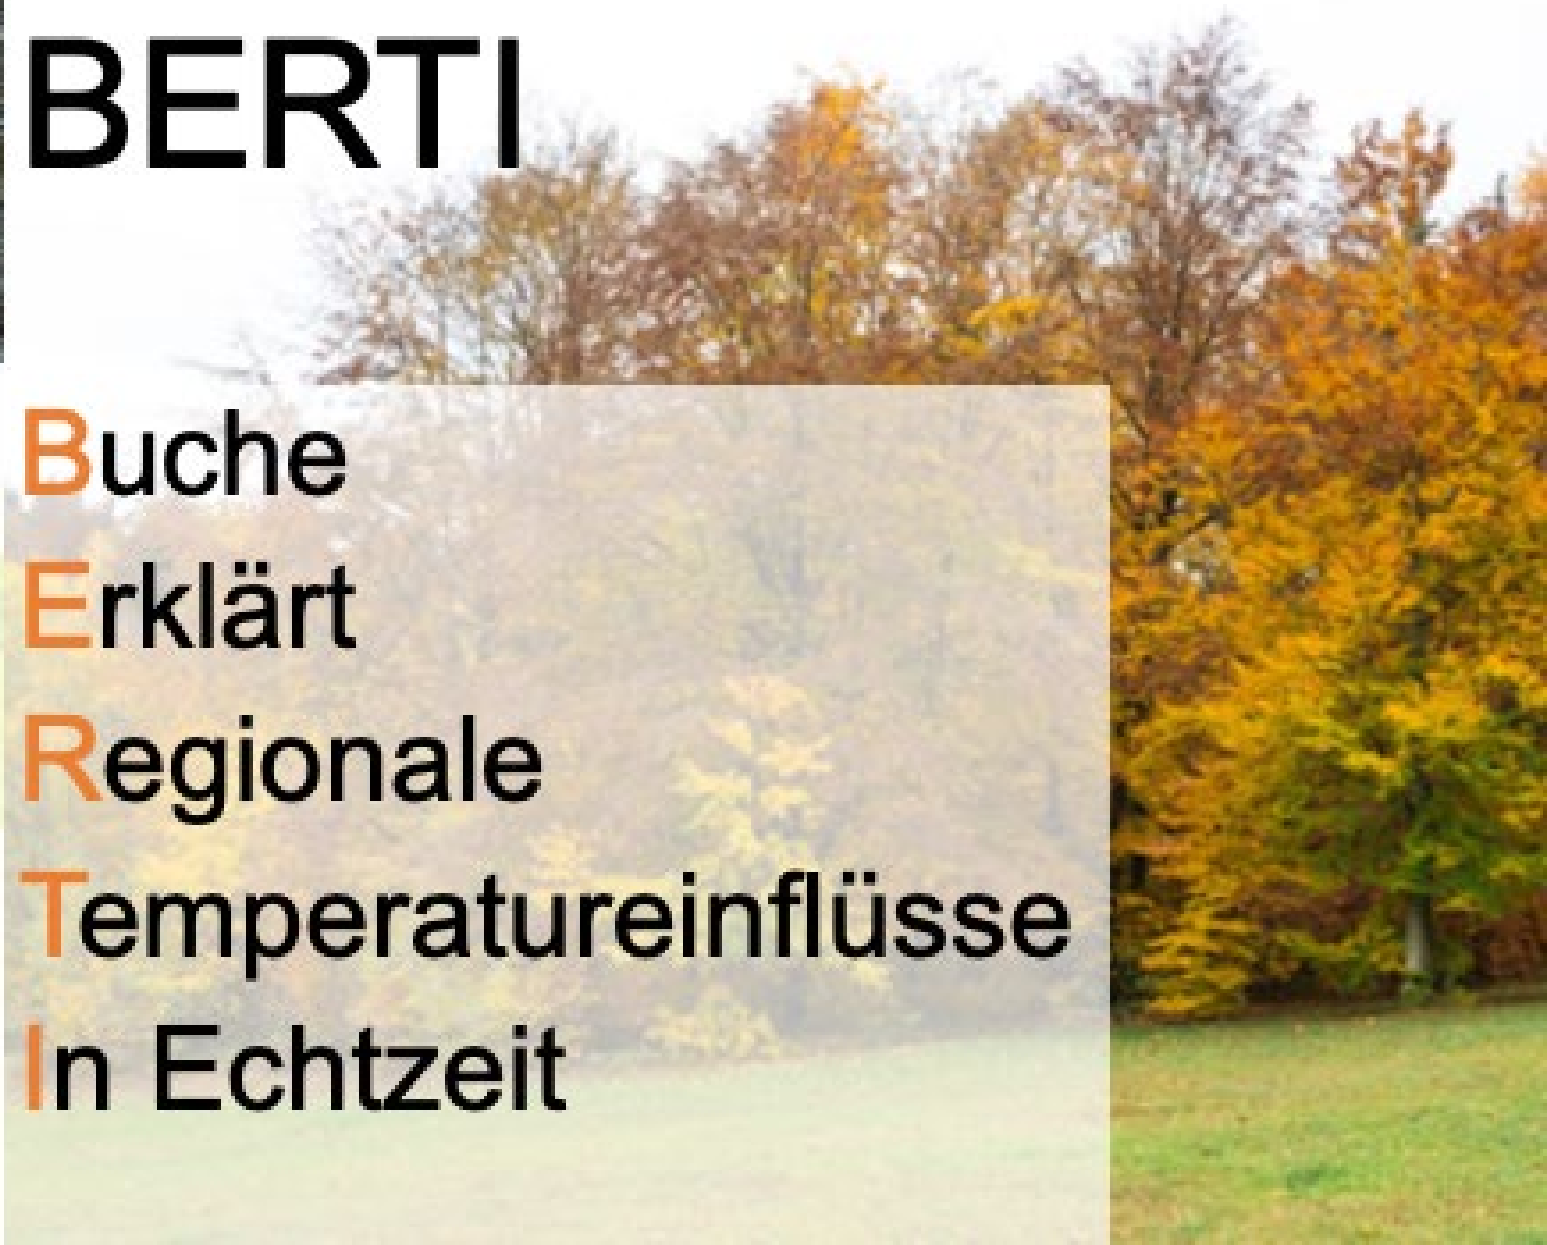 BERTI
Buche
Erklärt
Regionale
Temperatureinflüsse
In Echtzeit